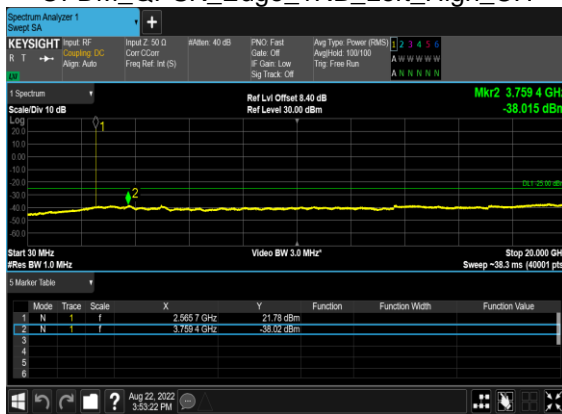 Spectrum Analyzer 1
Swept SA
KEYSIGHT
R T
Input: RF
Coupling: DC
Align: Auto
Input Z: 50 Ω
Corr CCorr
Freq Ref: Int (S)
#Atten: 40 dB
PNO: Fast
Gate: Off
IF Gain: Low
Sig Track: Off
Avg Type: Power (RMS)
Avg|Hold: 100/100
Trig: Free Run
1 2 3 4 5 6
A W W W W W
A N N N N N
1 Spectrum
Scale/Div 10 dB
Ref Lvl Offset 8.40 dB
Ref Level 30.00 dBm
Mkr2 3.759 4 GHz
-38.015 dBm
Log
20.0
10.0
0.00
-10.0
-20.0
-30.0
-40.0
-50.0
-60.0
1
2
DL1 -25.00 dBm
Start 30 MHz
#Res BW 1.0 MHz
Video BW 3.0 MHz*
Stop 20.000 GHz
Sweep ~38.3 ms (40001 pts)
5 Marker Table
Mode Trace Scale X Y Function Function Width Function Value
1 N 1 f 2.565 7 GHz 21.78 dBm
2 N 1 f 3.759 4 GHz -38.02 dBm
3
4
5
6
Aug 22, 2022
3:53:22 PM